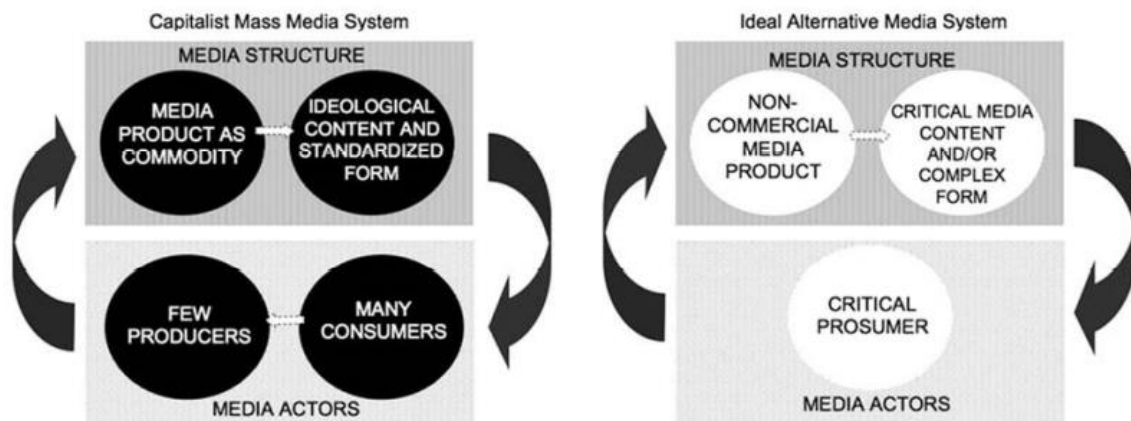 Capitalist Mass Media System
MEDIA STRUCTURE
MEDIA
PRODUCT AS
COMMODITY
IDEOLOGICAL
CONTENT AND
STANDARDIZED
FORM
FEW
PRODUCERS
MANY
CONSUMERS
MEDIA ACTORS
Ideal Alternative Media System
MEDIA STRUCTURE
NON-
COMMERCIAL
MEDIA
PRODUCT
CRITICAL MEDIA
CONTENT
AND/OR
COMPLEX
FORM
CRITICAL
PROSUMER
MEDIA ACTORS